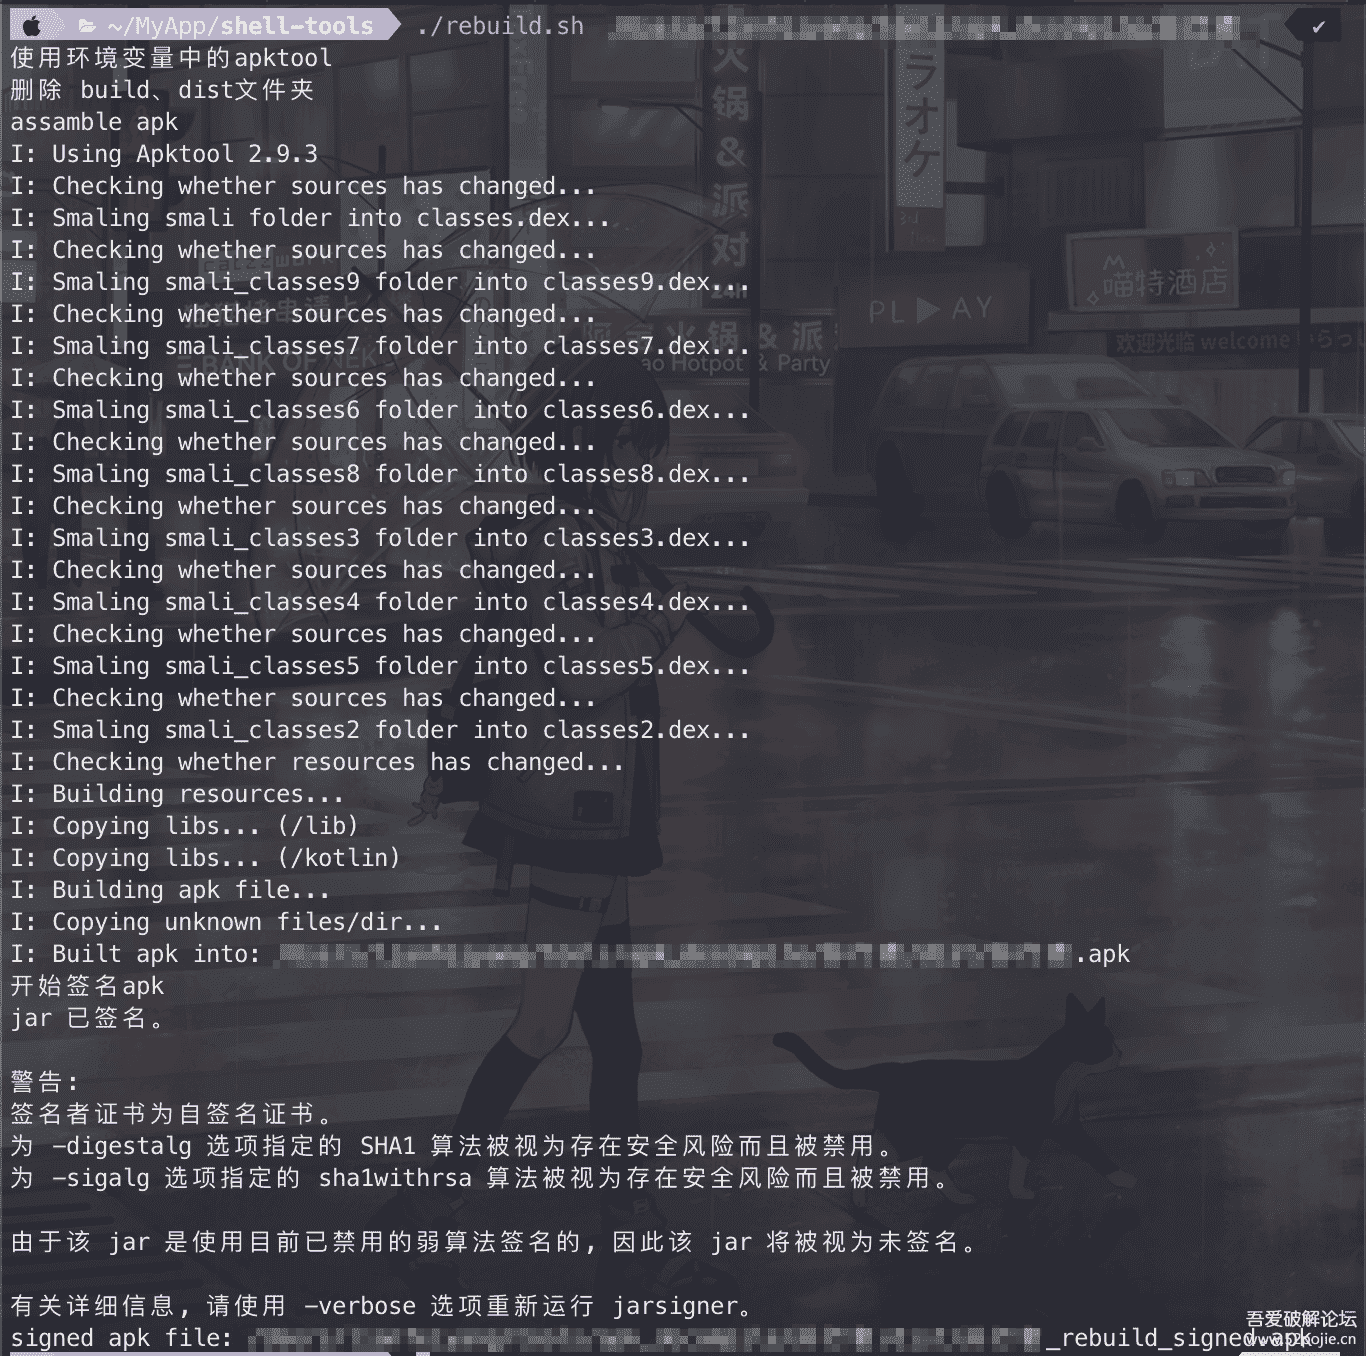 ~/MyApp/shell-tools ./rebuild.sh ✔
使用环境变量中的apktool
删除 build、dist文件夹
assamble apk
I: Using Apktool 2.9.3
I: Checking whether sources has changed...
I: Smaling smali folder into classes.dex...
I: Checking whether sources has changed...
I: Smaling smali_classes9 folder into classes9.dex...
I: Checking whether sources has changed...
I: Smaling smali_classes7 folder into classes7.dex...
I: Checking whether sources has changed...
I: Smaling smali_classes6 folder into classes6.dex...
I: Checking whether sources has changed...
I: Smaling smali_classes8 folder into classes8.dex...
I: Checking whether sources has changed...
I: Smaling smali_classes3 folder into classes3.dex...
I: Checking whether sources has changed...
I: Smaling smali_classes4 folder into classes4.dex...
I: Checking whether sources has changed...
I: Smaling smali_classes5 folder into classes5.dex...
I: Checking whether sources has changed...
I: Smaling smali_classes2 folder into classes2.dex...
I: Checking whether resources has changed...
I: Building resources...
I: Copying libs... (/lib)
I: Copying libs... (/kotlin)
I: Building apk file...
I: Copying unknown files/dir...
I: Built apk into: .apk
开始签名apk
jar 已签名。
警告:
签名者证书为自签名证书。
为 -digestalg 选项指定的 SHA1 算法被视为存在安全风险而且被禁用。
为 -sigalg 选项指定的 sha1withrsa 算法被视为存在安全风险而且被禁用。
由于该 jar 是使用目前已禁用的弱算法签名的, 因此该 jar 将被视为未签名。
有关详细信息, 请使用 -verbose 选项重新运行 jarsigner。
signed apk file: _rebuild_signed.apk
火锅&派对
24h
ラオケ
喵特酒店
PL▶AY
欢迎光临 welcome
火锅 & 派
Hotpot & Party
BANK OF NEK
吾爱破解论坛
www.52pojie.cn